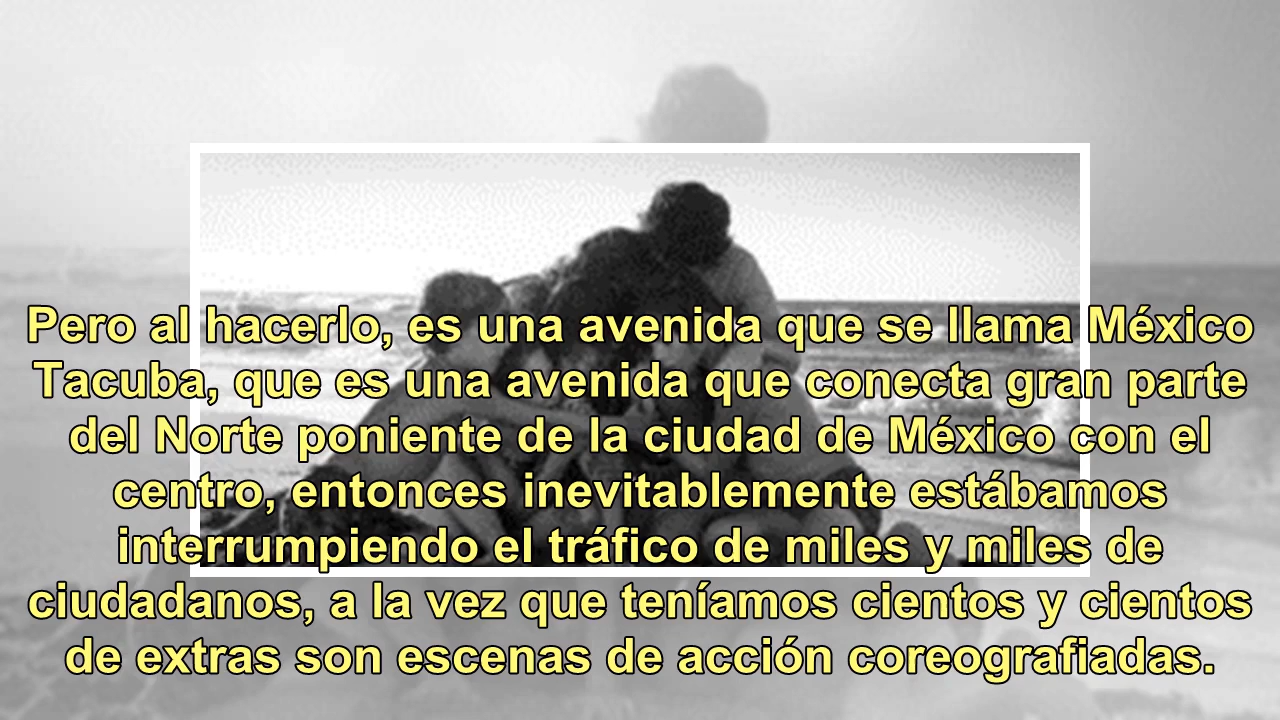 Pero al hacerlo, es una avenida que se llama México
Tacuba, que es una avenida que conecta gran parte
del Norte poniente de la ciudad de México con el
centro, entonces inevitablemente estábamos
interrumpiendo el tráfico de miles y miles de
ciudadanos, a la vez que teníamos cientos y cientos
de extras son escenas de acción coreografiadas.